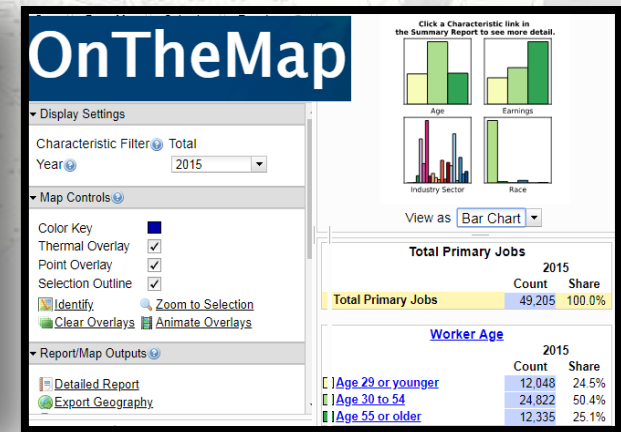 OnTheMap
Display Settings
Characteristic Filter Total
Year 2015
Map Controls
Color Key
Thermal Overlay
Point Overlay
Selection Outline
Identify Zoom to Selection
Clear Overlays Animate Overlays
Report/Map Outputs
Detailed Report
Export Geography
Click a Characteristic link in
the Summary Report to see more detail.
Age Earnings
Industry Sector Race
View as Bar Chart
Total Primary Jobs
2015
Count Share
Total Primary Jobs 49,205 100.0%
Worker Age
2015
Count Share
Age 29 or younger 12,048 24.5%
Age 30 to 54 24,822 50.4%
Age 55 or older 12,335 25.1%